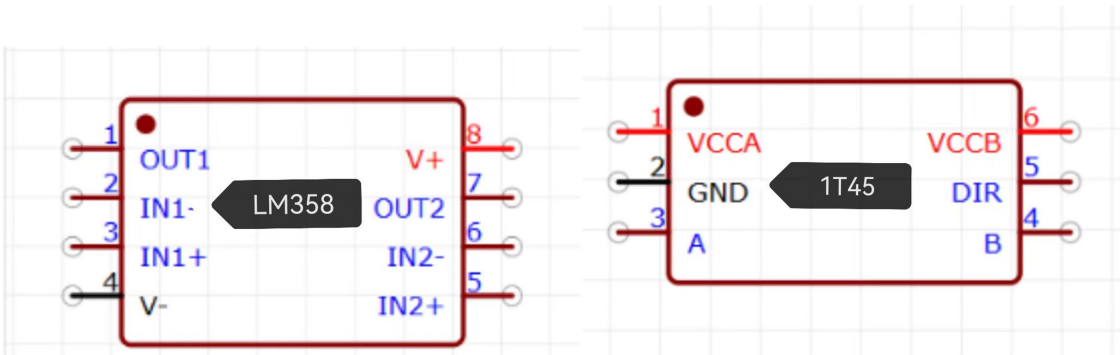 1 OUT1
2 IN1-
3 IN1+
4 V-
LM358
8 V+
7 OUT2
6 IN2-
5 IN2+
1 VCCA
2 GND
3 A
1T45
6 VCCB
5 DIR
4 B